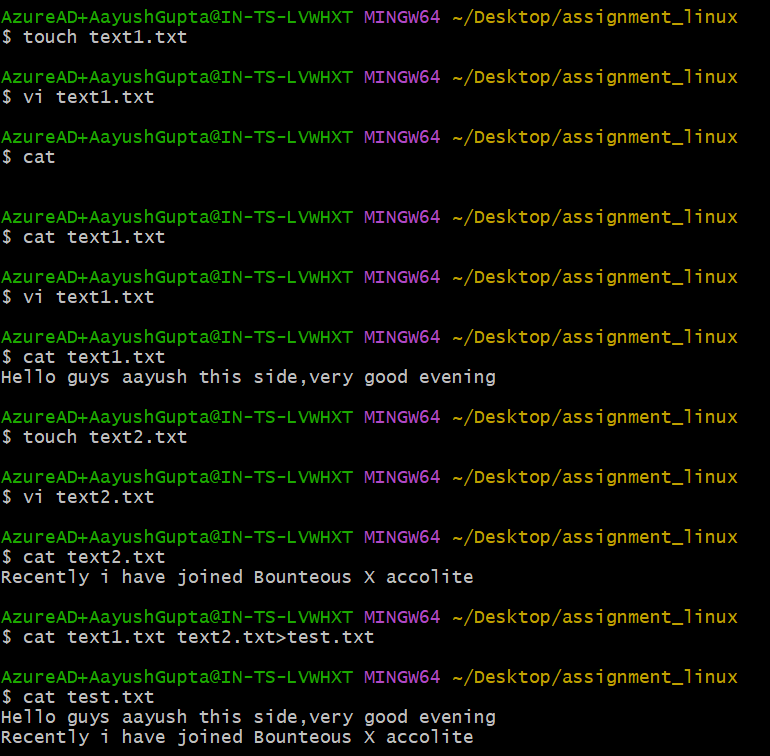 AzureAD+AayushGupta@IN-TS-LVWHXT MINGW64 ~/Desktop/assignment_linux
$ touch text1.txt
AzureAD+AayushGupta@IN-TS-LVWHXT MINGW64 ~/Desktop/assignment_linux
$ vi text1.txt
AzureAD+AayushGupta@IN-TS-LVWHXT MINGW64 ~/Desktop/assignment_linux
$ cat
AzureAD+AayushGupta@IN-TS-LVWHXT MINGW64 ~/Desktop/assignment_linux
$ cat text1.txt
AzureAD+AayushGupta@IN-TS-LVWHXT MINGW64 ~/Desktop/assignment_linux
$ vi text1.txt
AzureAD+AayushGupta@IN-TS-LVWHXT MINGW64 ~/Desktop/assignment_linux
$ cat text1.txt
Hello guys aayush this side,very good evening
AzureAD+AayushGupta@IN-TS-LVWHXT MINGW64 ~/Desktop/assignment_linux
$ touch text2.txt
AzureAD+AayushGupta@IN-TS-LVWHXT MINGW64 ~/Desktop/assignment_linux
$ vi text2.txt
AzureAD+AayushGupta@IN-TS-LVWHXT MINGW64 ~/Desktop/assignment_linux
$ cat text2.txt
Recently i have joined Bounteous X accolite
AzureAD+AayushGupta@IN-TS-LVWHXT MINGW64 ~/Desktop/assignment_linux
$ cat text1.txt text2.txt>test.txt
AzureAD+AayushGupta@IN-TS-LVWHXT MINGW64 ~/Desktop/assignment_linux
$ cat test.txt
Hello guys aayush this side,very good evening
Recently i have joined Bounteous X accolite